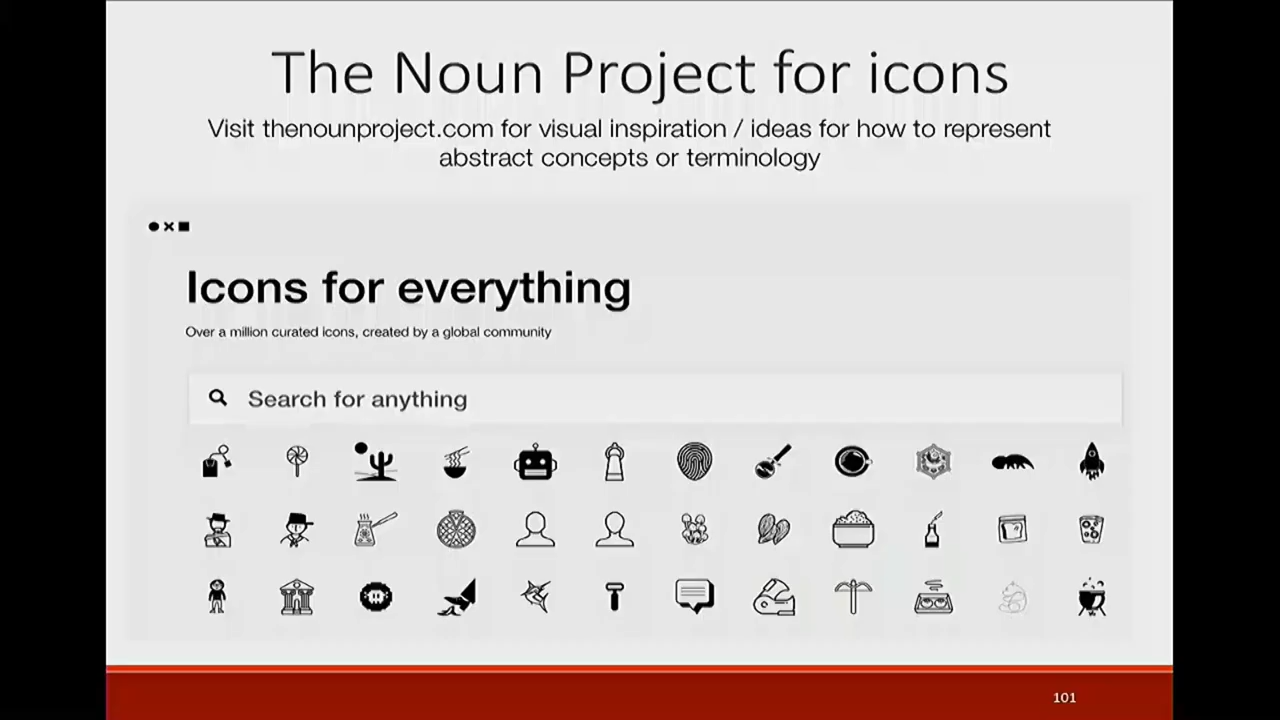 The Noun Project for icons
Visit thenounproject.com for visual inspiration / ideas for how to represent
abstract concepts or terminology
Icons for everything
Over a million curated icons, created by a global community
Search for anything
101